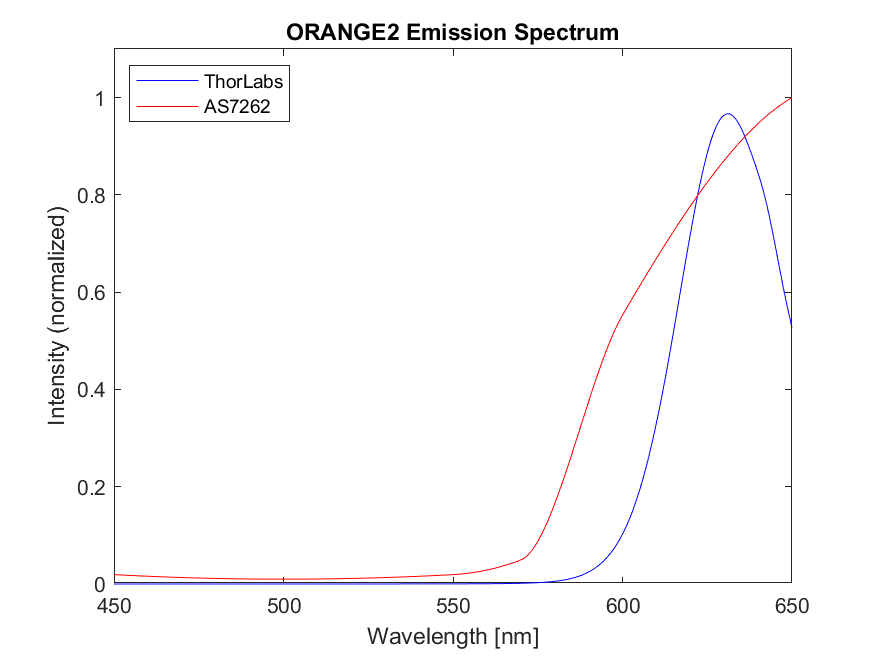 ORANGE2 Emission Spectrum
ThorLabs
AS7262
1
0.8
0.6
0.4
0.2
0
Intensity (normalized)
450 500 550 600 650
Wavelength [nm]